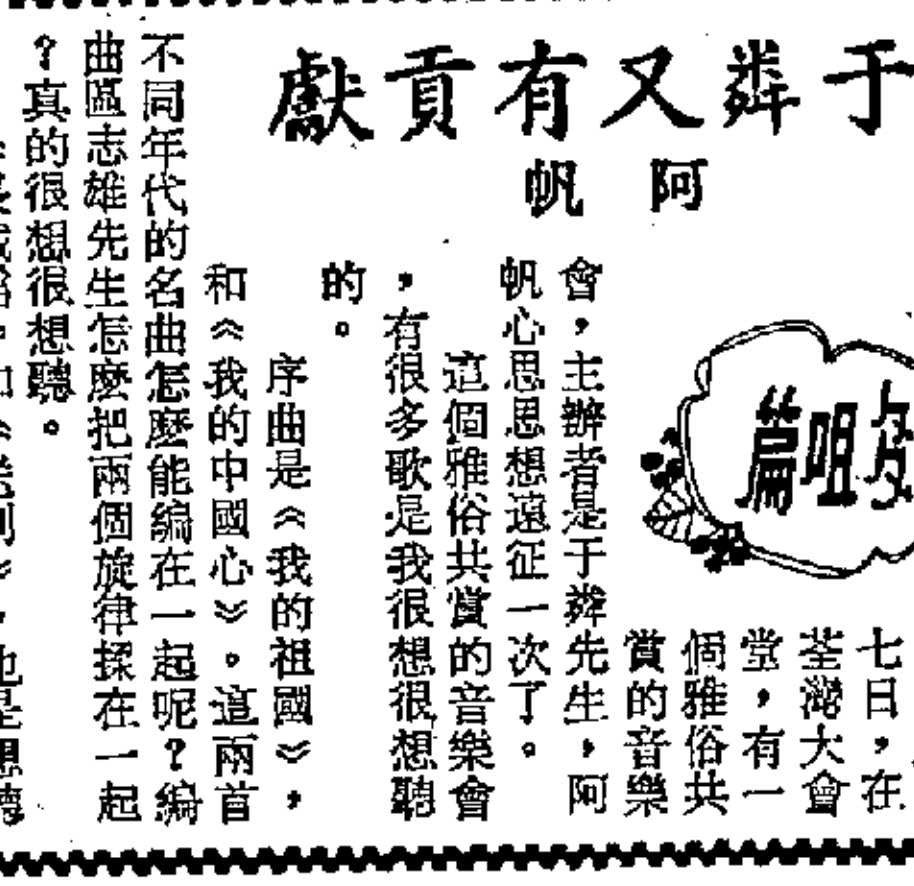 于粦又有貢獻
阿帆
咀篇
七日，在
荃灣大會
堂，有一
個雅俗共
賞的音樂
會，主辦者是于粦先生，阿
帆心思思想遠征一次了。
這個雅俗共賞的音樂會
，有很多歌是我很想很想聽
的。
序曲是《我的祖國》，
和《我的中國心》。這兩首
不同年代的名曲怎麼能編在一起呢？編
曲區志雄先生怎麼把兩個旋律揉在一起
？真的很想很想聽。